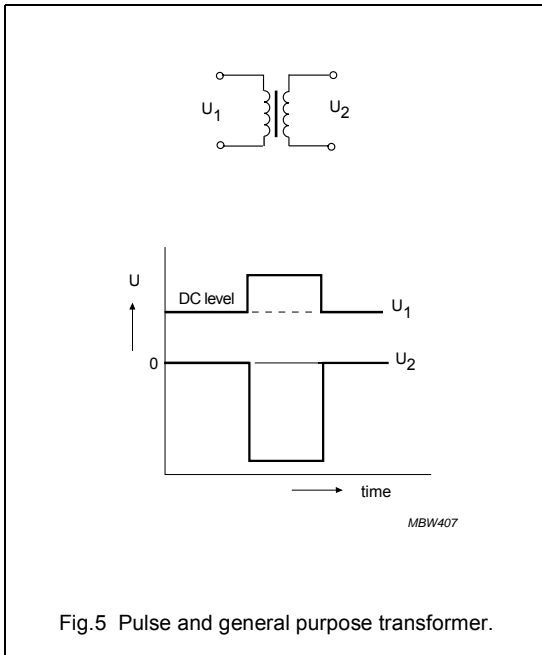 U1
U2
U
DC level
U1
0
U2
time
MBW407
Fig.5 Pulse and general purpose transformer.